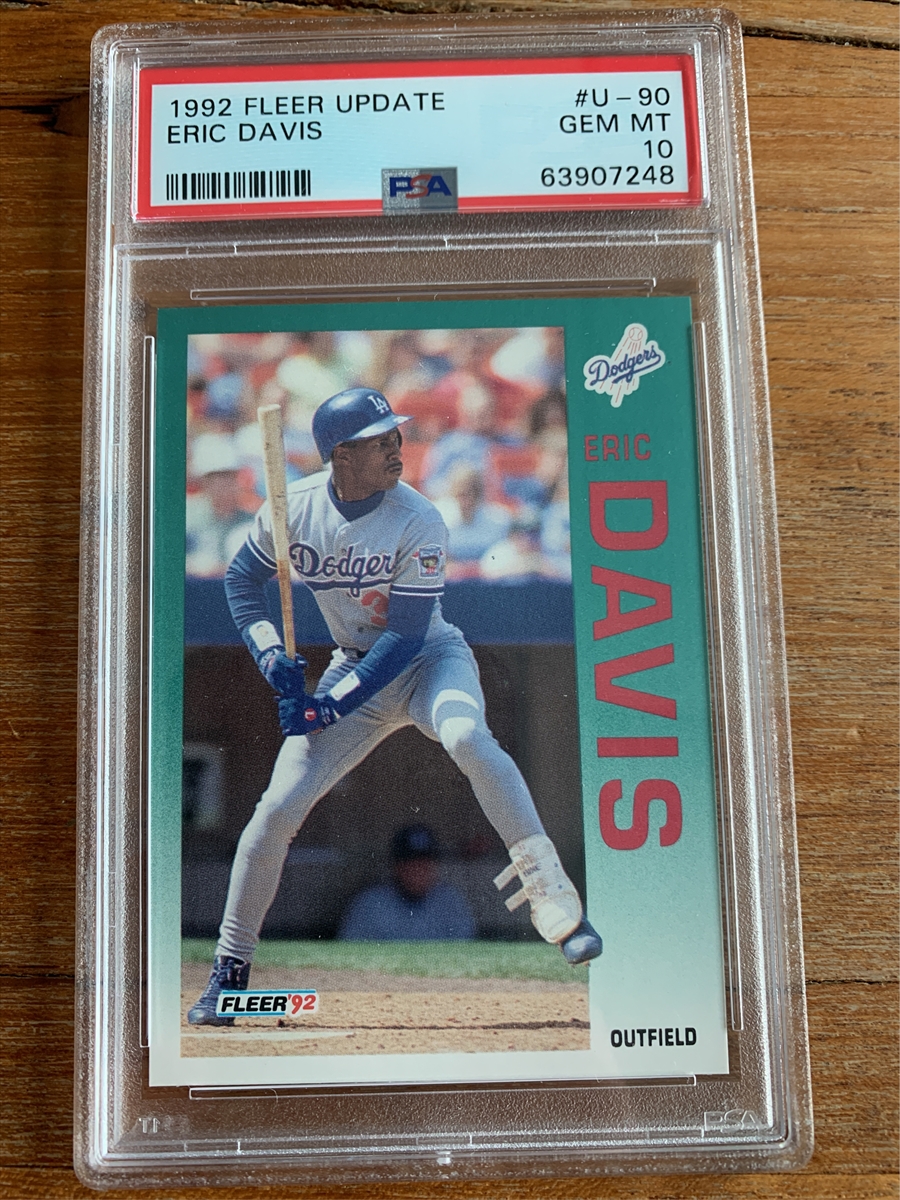 1992 FLEER UPDATE #U-90
ERIC DAVIS GEM MT
10
PSA 63907248
Dodgers
ERIC
DAVIS
LA
Dodgers
3
FLEER'92
OUTFIELD
PSA